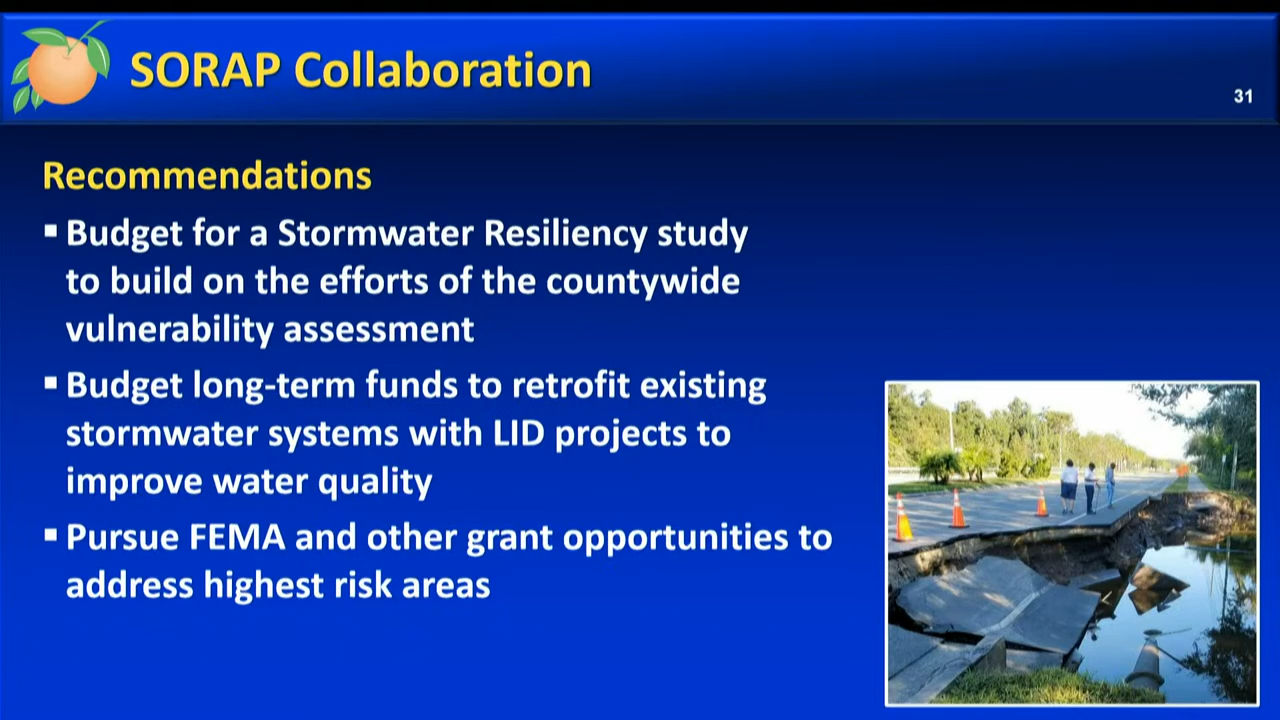 SORAP Collaboration
31
Recommendations
▪ Budget for a Stormwater Resiliency study
to build on the efforts of the countywide
vulnerability assessment
▪ Budget long-term funds to retrofit existing
stormwater systems with LID projects to
improve water quality
▪ Pursue FEMA and other grant opportunities to
address highest risk areas